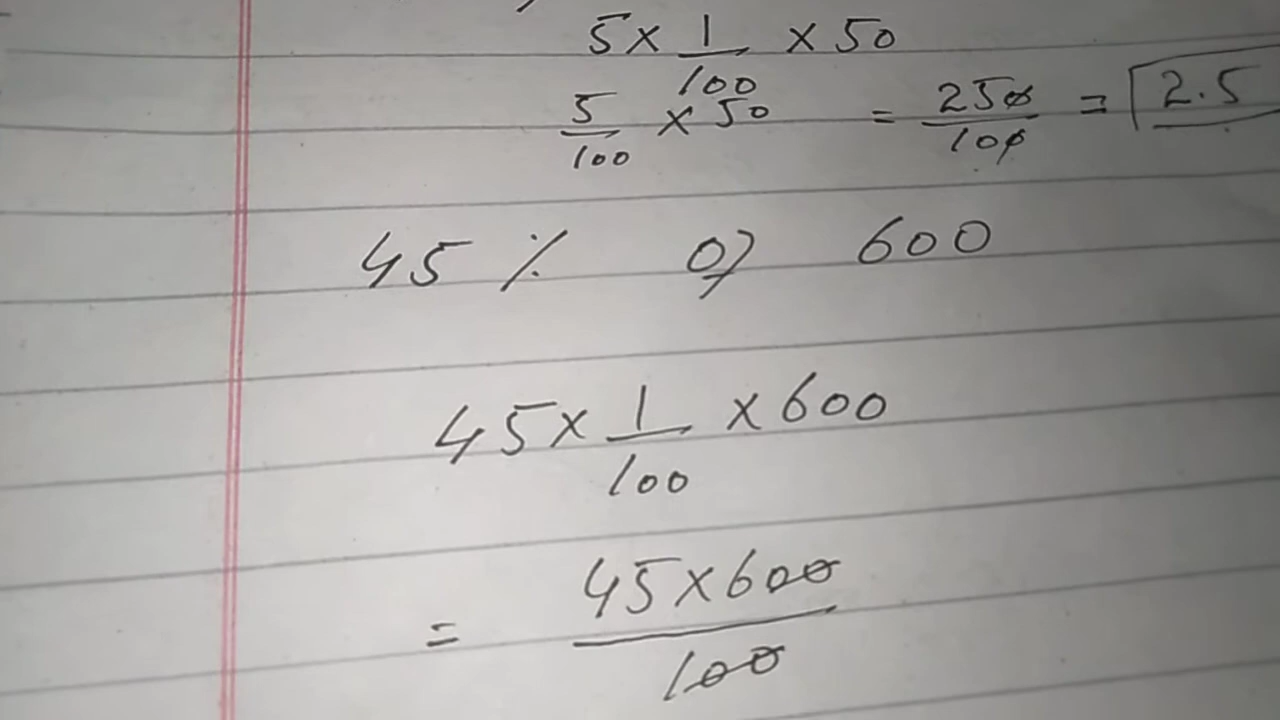 5 × 1/100 × 50
5/100 × 50 = 250/100 = 2.5
45 % of 600
45 × 1/100 × 600
= 45 × 600/100